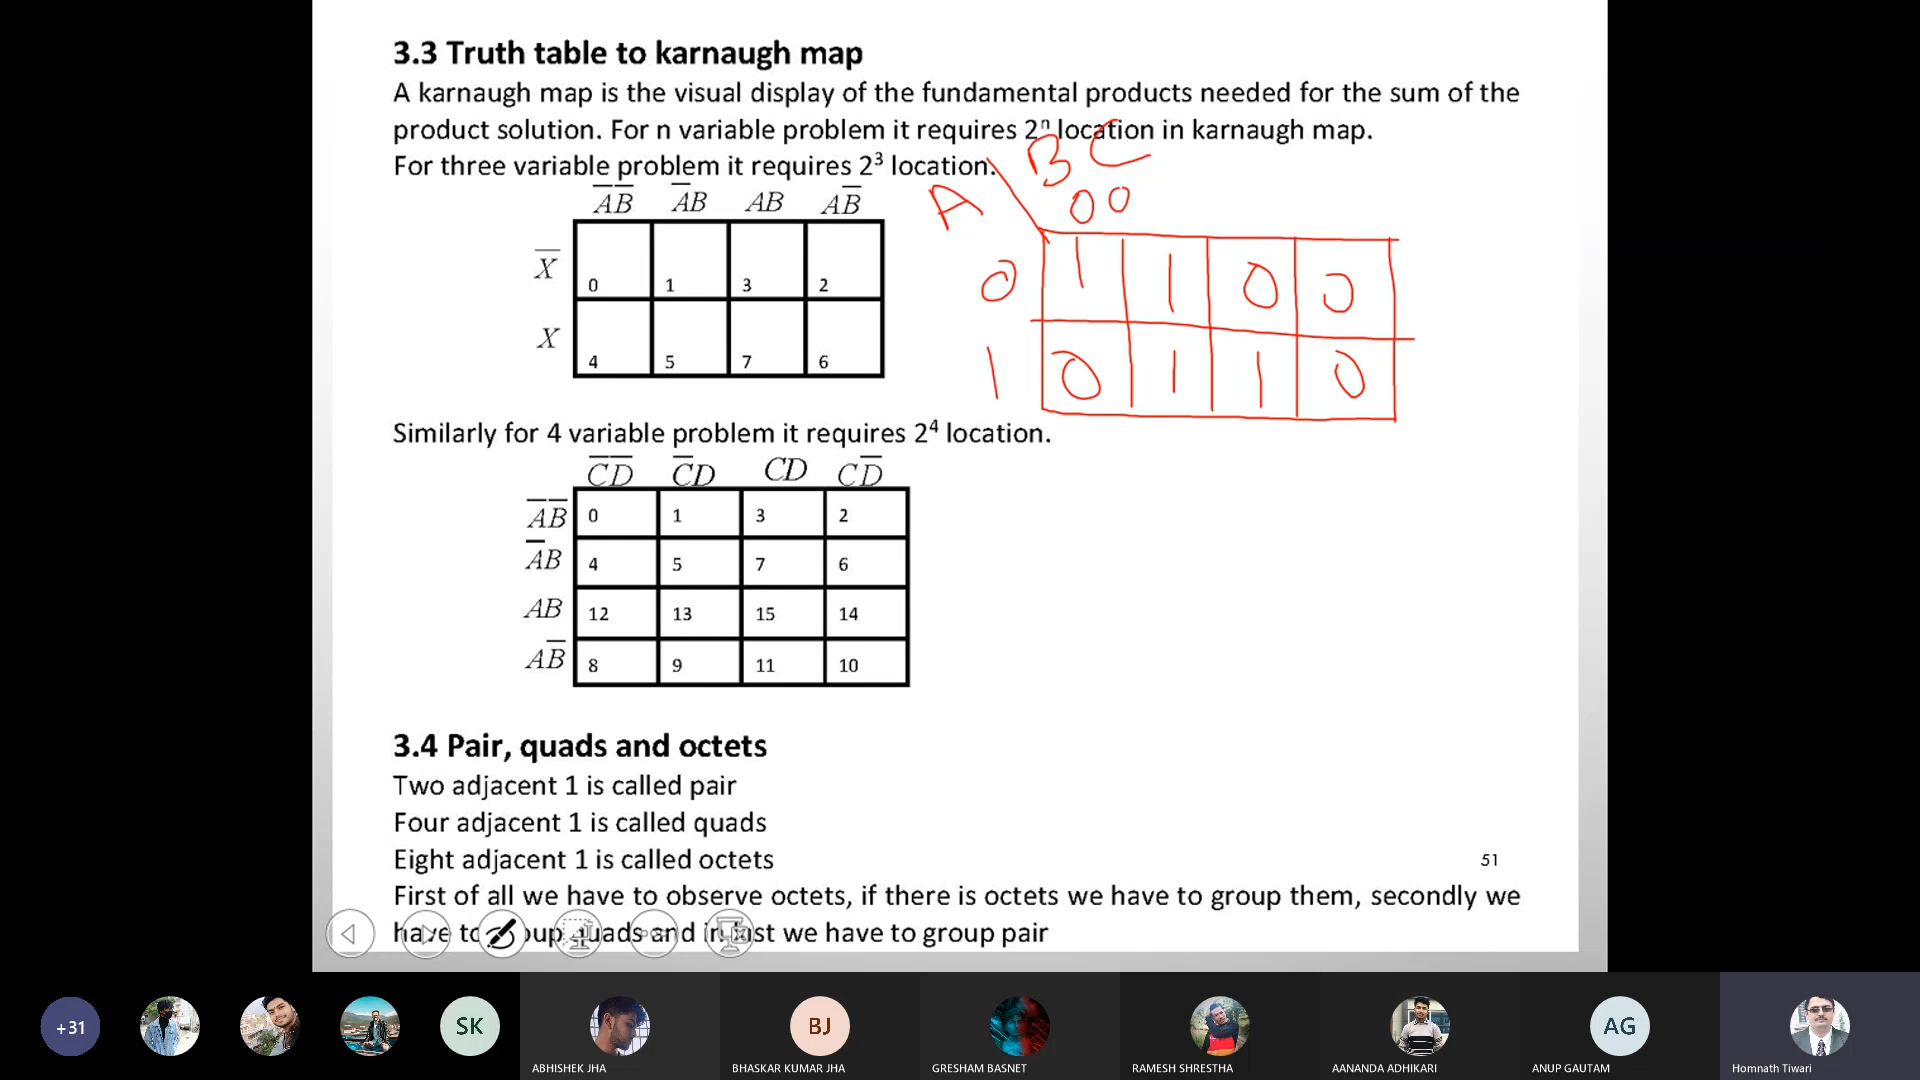 3.3 Truth table to karnaugh map
A karnaugh map is the visual display of the fundamental products needed for the sum of the
product solution. For n variable problem it requires 2ⁿ location in karnaugh map.
For three variable problem it requires 2³ location.
A̅B̅ A̅B AB AB̅
X̅ 0 1 3 2
X 4 5 7 6
A BC
00
0 1 1 0 0
1 0 1 1 0
Similarly for 4 variable problem it requires 2⁴ location.
C̅D̅ C̅D CD CD̅
A̅B̅ 0 1 3 2
A̅B 4 5 7 6
AB 12 13 15 14
AB̅ 8 9 11 10
3.4 Pair, quads and octets
Two adjacent 1 is called pair
Four adjacent 1 is called quads
Eight adjacent 1 is called octets
51
First of all we have to observe octets, if there is octets we have to group them, secondly we
have to group quads and in last we have to group pair
+31 SK BJ AG
ABHISHEK JHA BHASKAR KUMAR JHA GRESHAM BASNET RAMESH SHRESTHA AANANDA ADHIKARI ANUP GAUTAM Homnath Tiwari